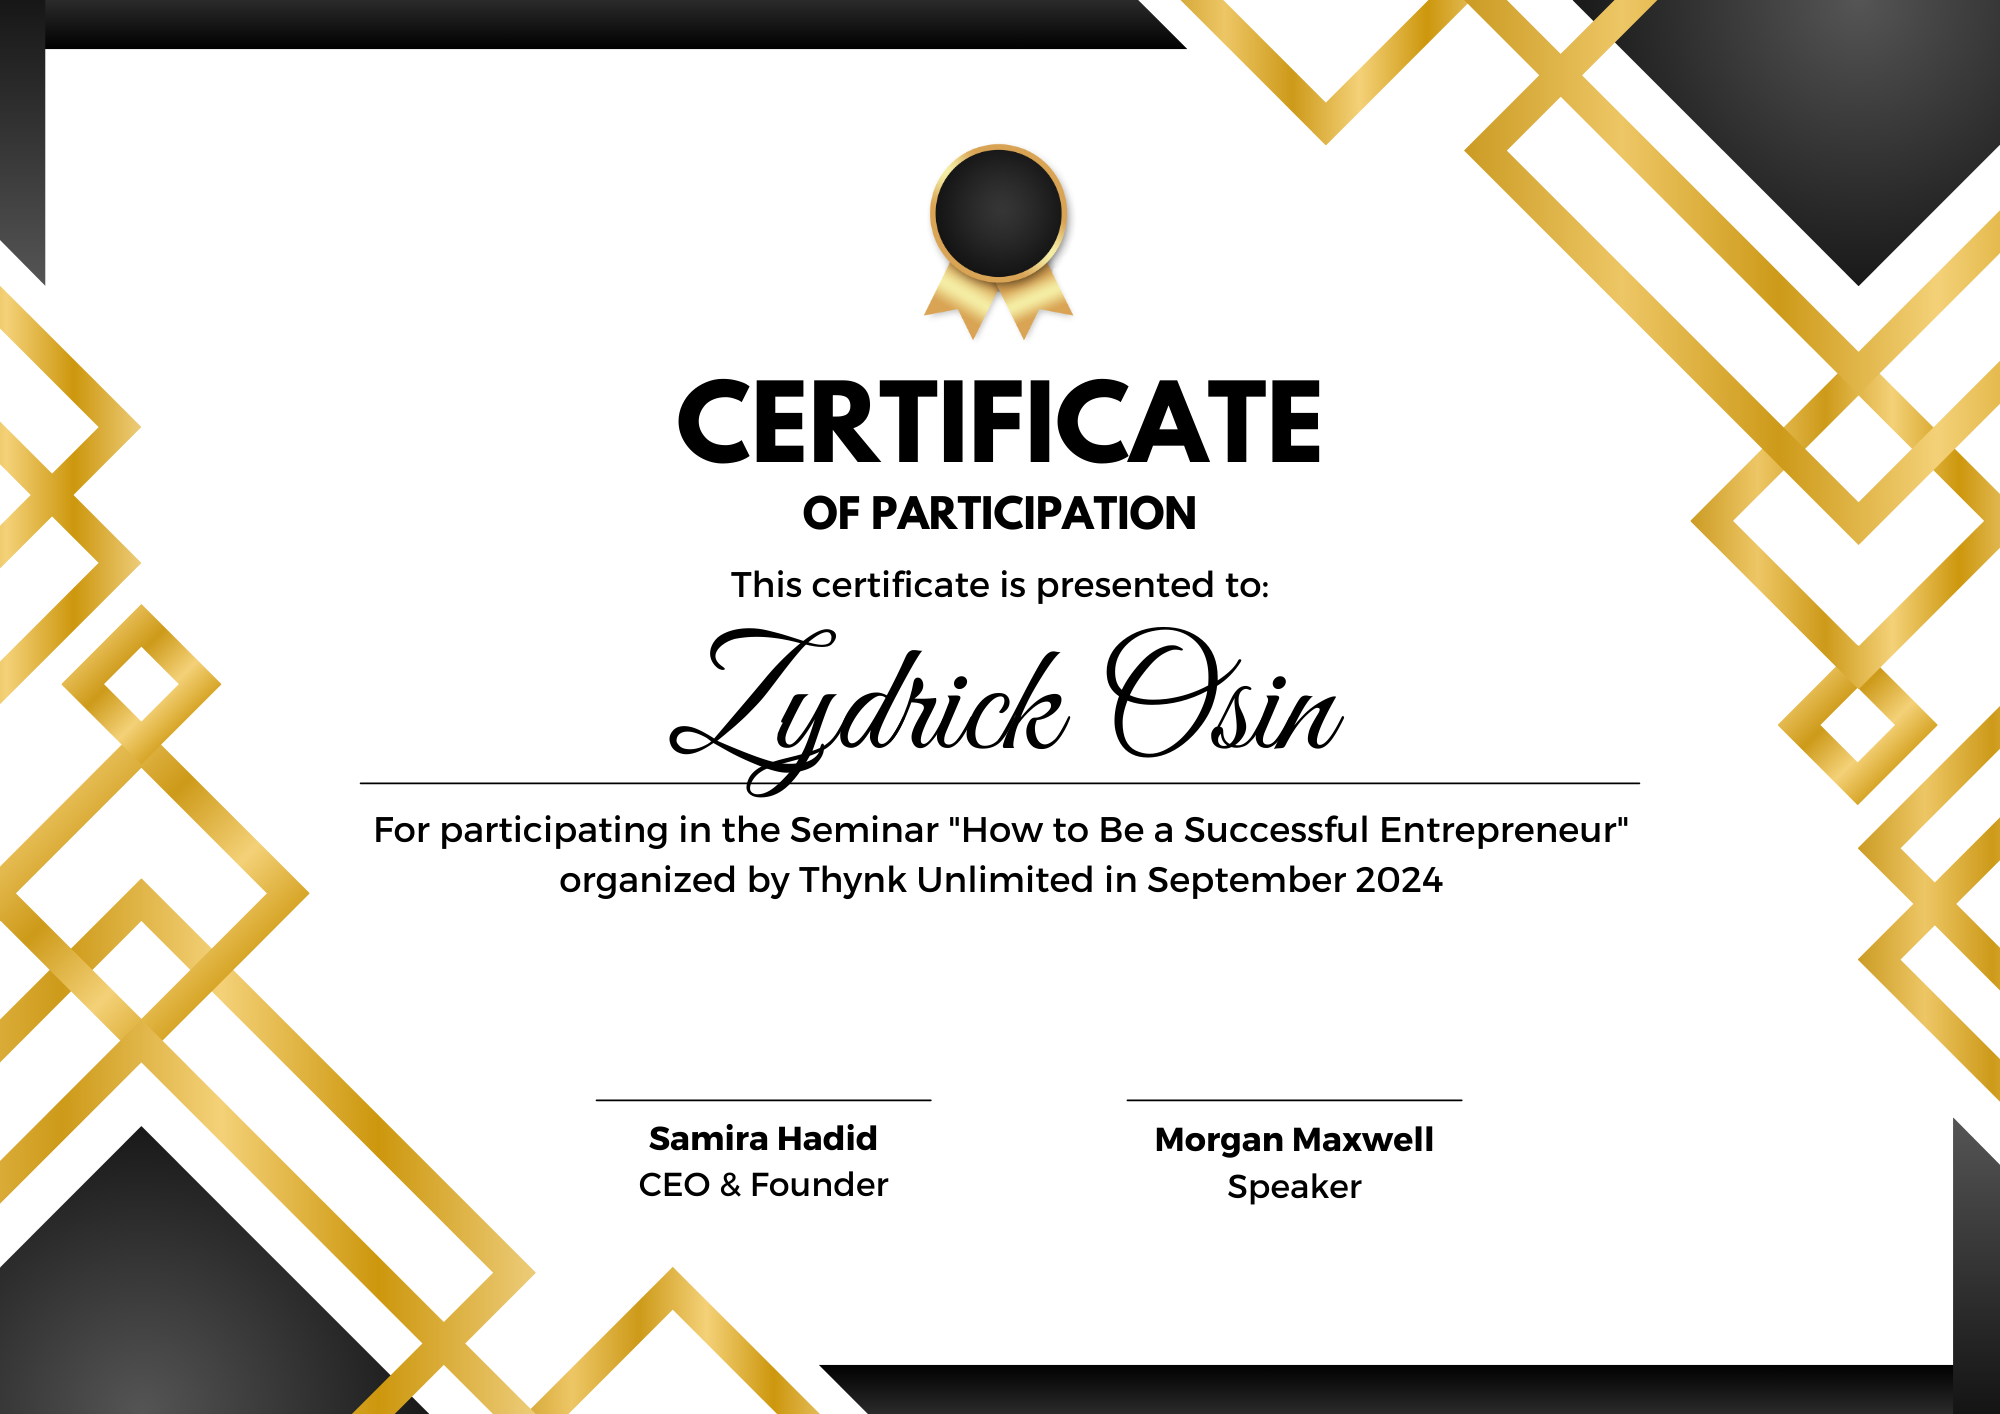 CERTIFICATE
OF PARTICIPATION
This certificate is presented to:
Zydrick Osin
For participating in the Seminar "How to Be a Successful Entrepreneur"
organized by Thynk Unlimited in September 2024
Samira Hadid
CEO & Founder
Morgan Maxwell
Speaker